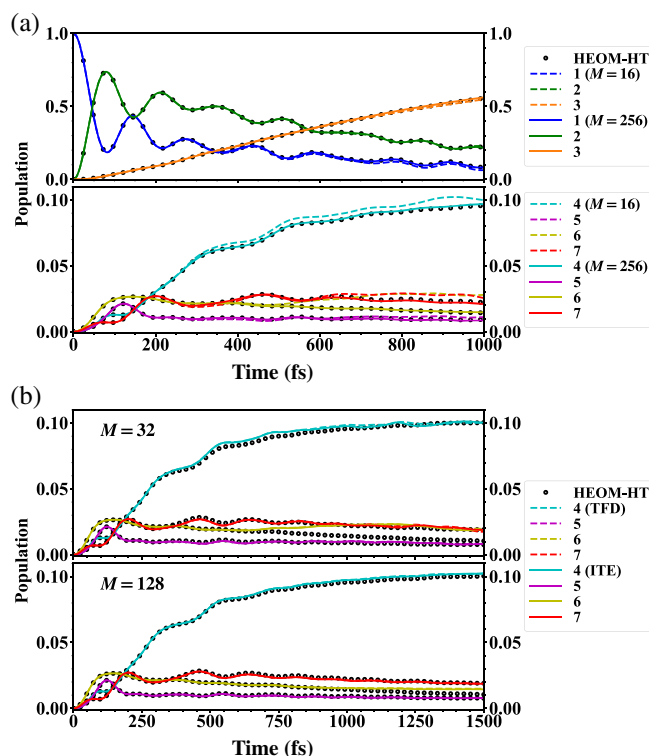 (a)
1.0
0.5
0.0
1.0
0.5
0.0
HEOM-HT
1 (M = 16)
2
3
1 (M = 256)
2
3
Population
0.10
0.05
0.00
0.10
0.05
0.00
4 (M = 16)
5
6
7
4 (M = 256)
5
6
7
0 200 400 600 800 1000
Time (fs)
(b)
M = 32
0.10
0.05
0.00
0.10
0.05
0.00
Population
HEOM-HT
4 (TFD)
5
6
7
4 (ITE)
5
6
7
M = 128
0.10
0.05
0.00
0.10
0.05
0.00
0 250 500 750 1000 1250 1500
Time (fs)